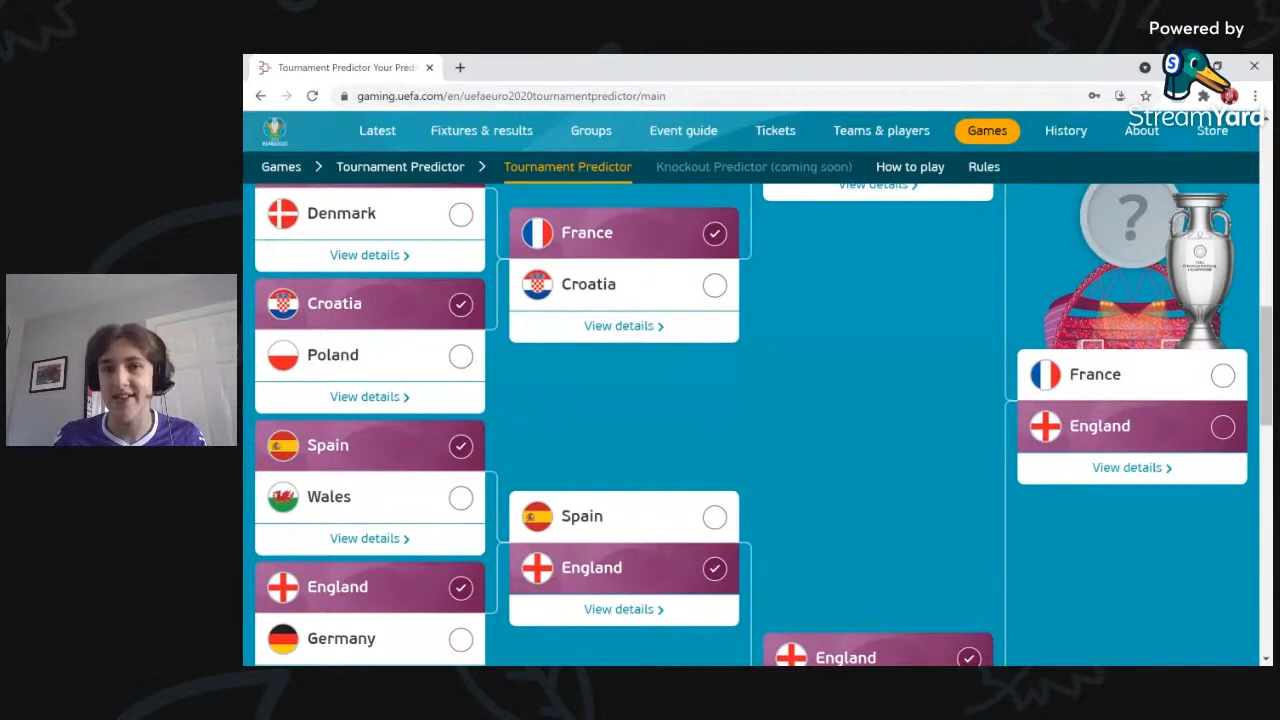 Powered by
StreamYard
Tournament Predictor Your Predi
gaming.uefa.com/en/uefaeuro2020tournamentpredictor/main
Latest Fixtures & results Groups Event guide Tickets Teams & players Games History About Store
Games Tournament Predictor Tournament Predictor Knockout Predictor (coming soon) How to play Rules
View details
Denmark
View details
Croatia
Poland
View details
Spain
Wales
View details
England
Germany
France
Croatia
View details
Spain
England
View details
England
?
France
England
View details